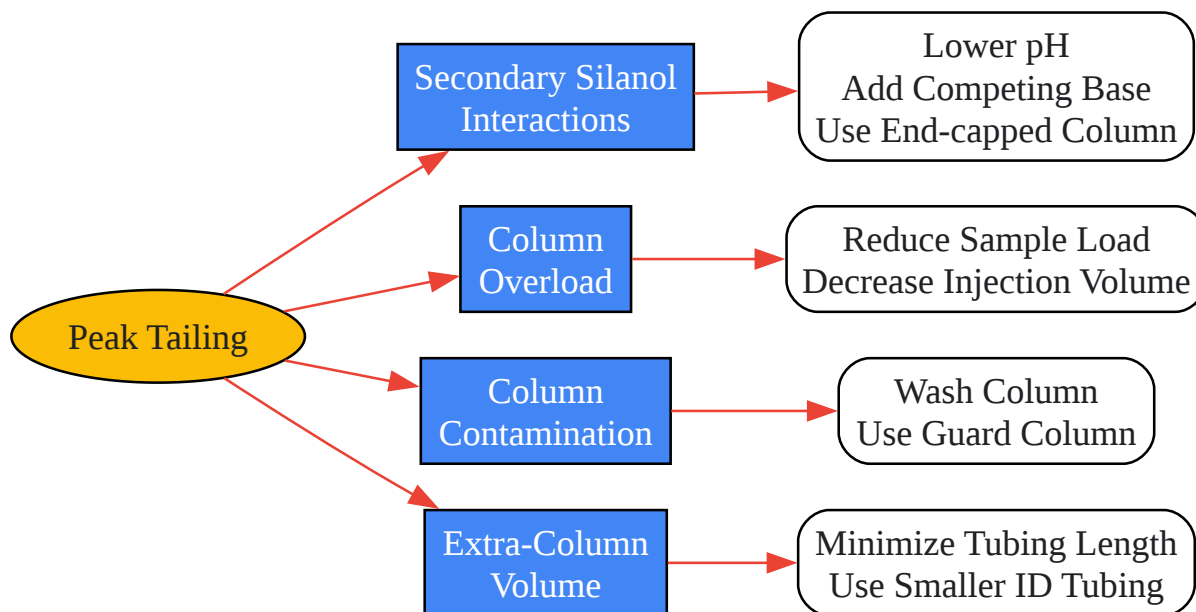 Peak Tailing
Secondary Silanol
Interactions
Lower pH
Add Competing Base
Use End-capped Column
Column
Overload
Reduce Sample Load
Decrease Injection Volume
Column
Contamination
Wash Column
Use Guard Column
Extra-Column
Volume
Minimize Tubing Length
Use Smaller ID Tubing